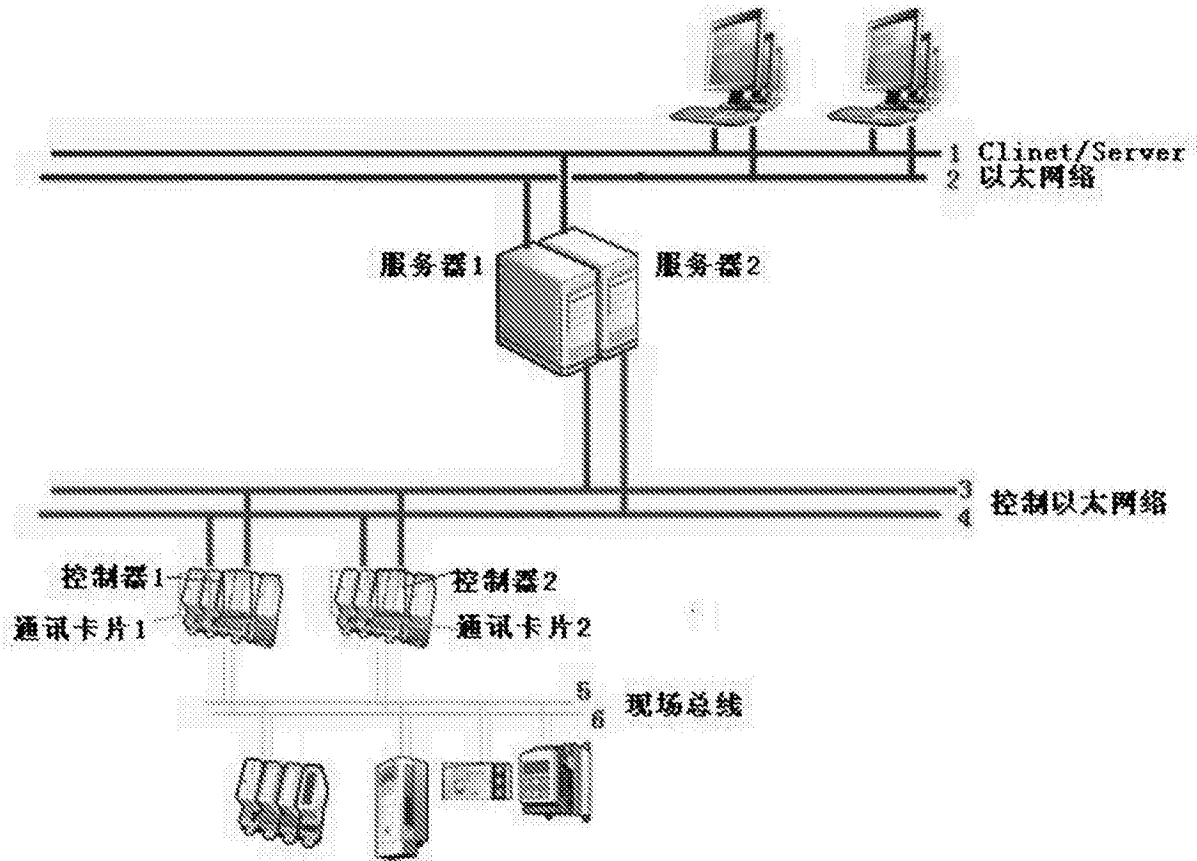 1 Clinet/Server
2 以太网络
服务器1
服务器2
3
控制以太网络
4
控制器1
控制器2
通讯卡片1
通讯卡片2
5
现场总线
6